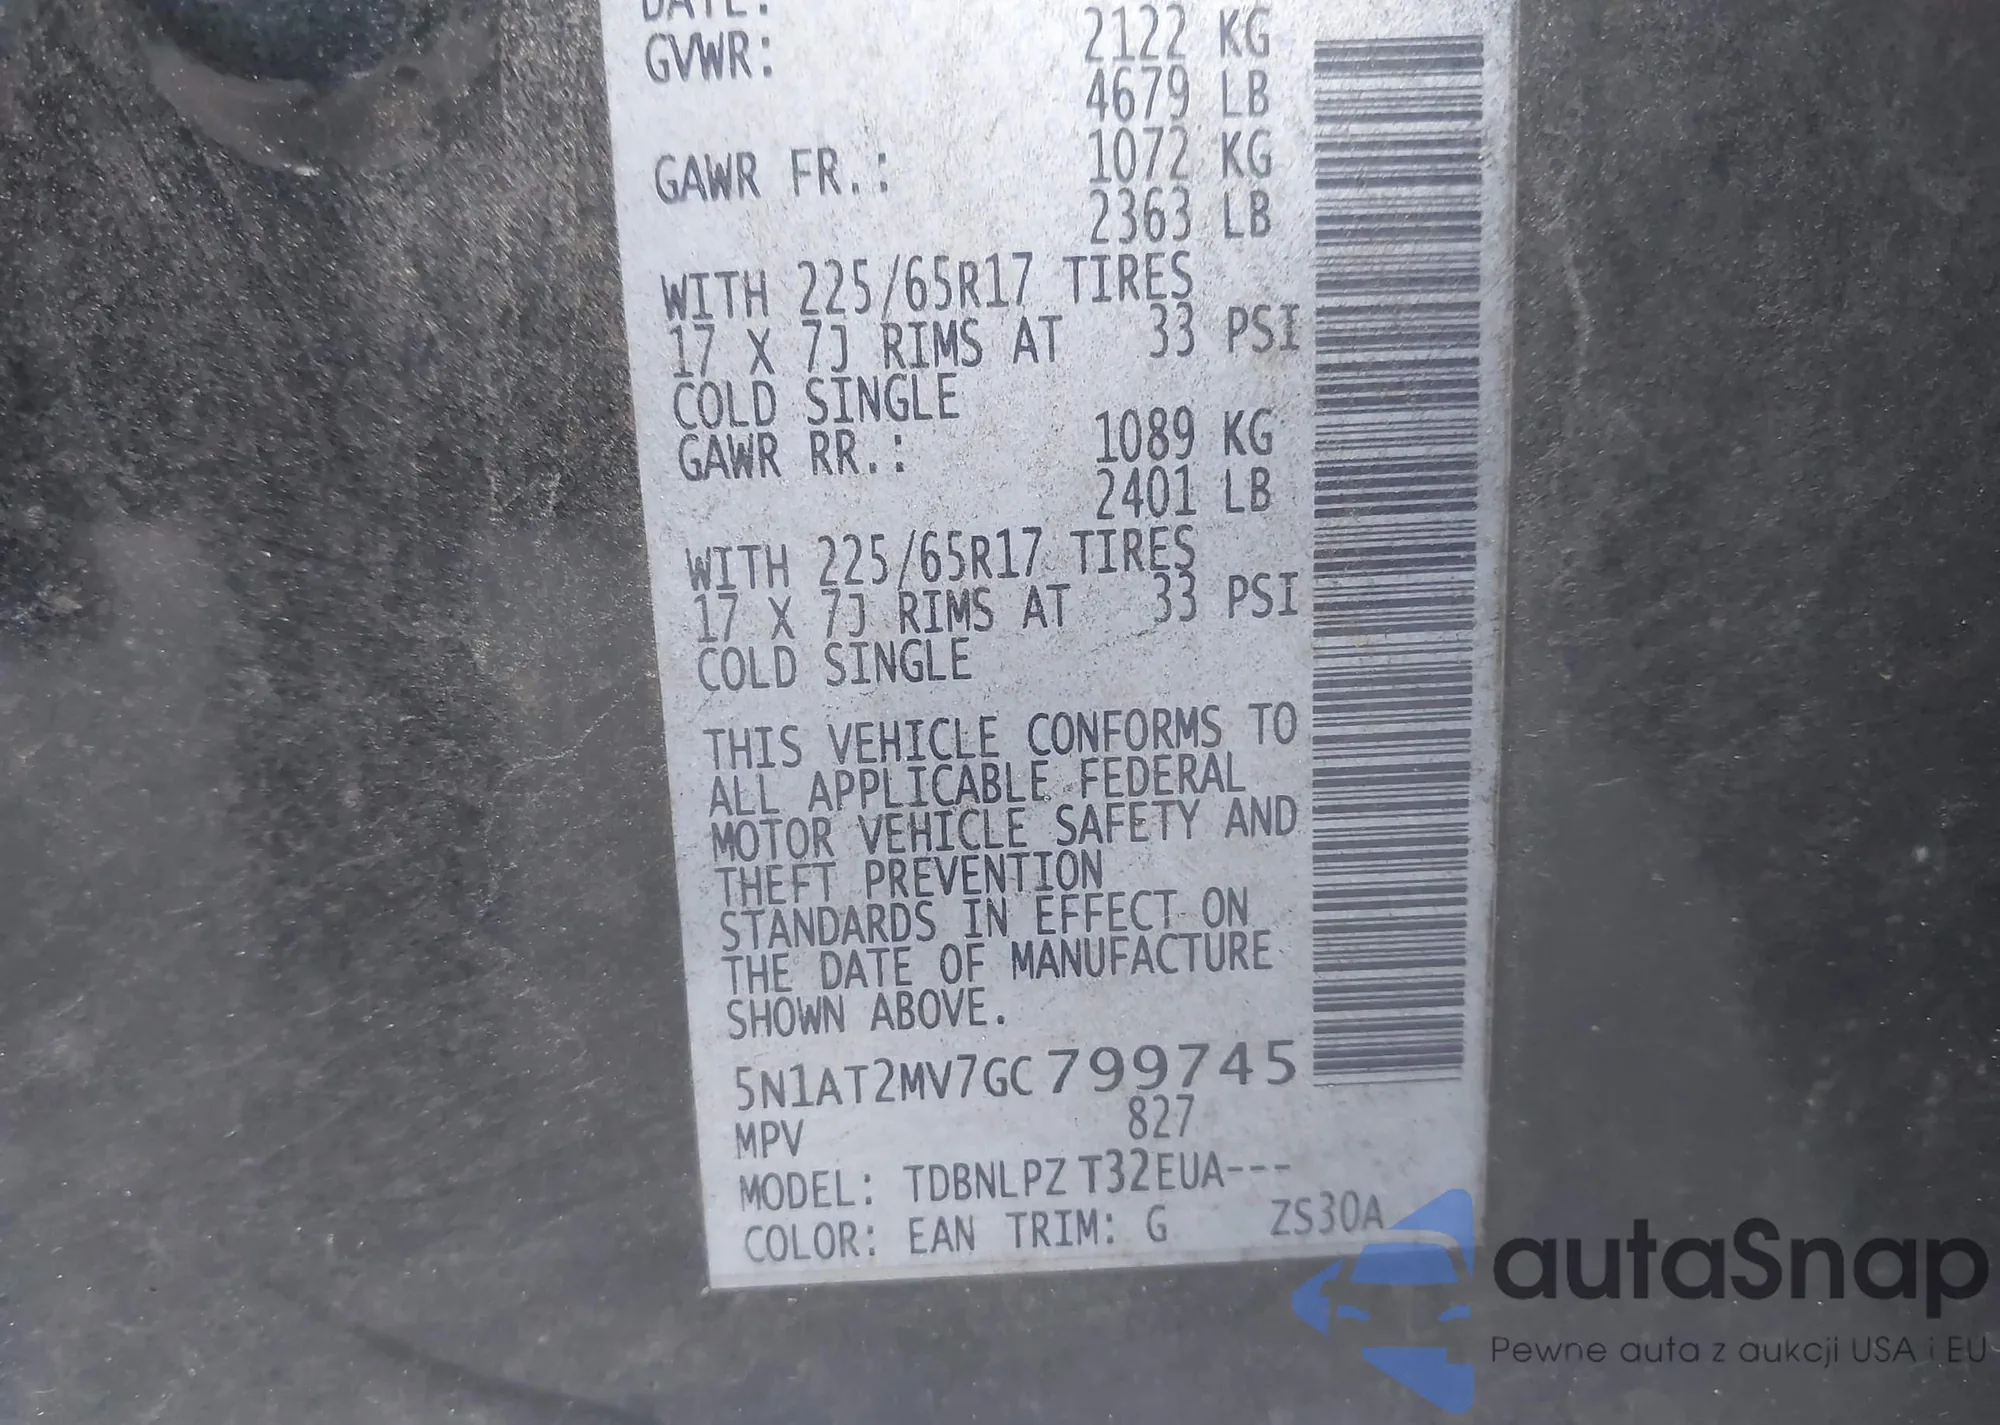 DATE:
GVWR: 2122 KG
4679 LB
GAWR FR.: 1072 KG
2363 LB
WITH 225/65R17 TIRES
17 X 7J RIMS AT 33 PSI
COLD SINGLE
GAWR RR.: 1089 KG
2401 LB
WITH 225/65R17 TIRES
17 X 7J RIMS AT 33 PSI
COLD SINGLE
THIS VEHICLE CONFORMS TO
ALL APPLICABLE FEDERAL
MOTOR VEHICLE SAFETY AND
THEFT PREVENTION
STANDARDS IN EFFECT ON
THE DATE OF MANUFACTURE
SHOWN ABOVE.
5N1AT2MV7GC799745
MPV 827
MODEL: TDBNLPZ T32EUA---
COLOR: EAN TRIM: G ZS30A
autaSnap
Pewne auta z aukcji USA i EU